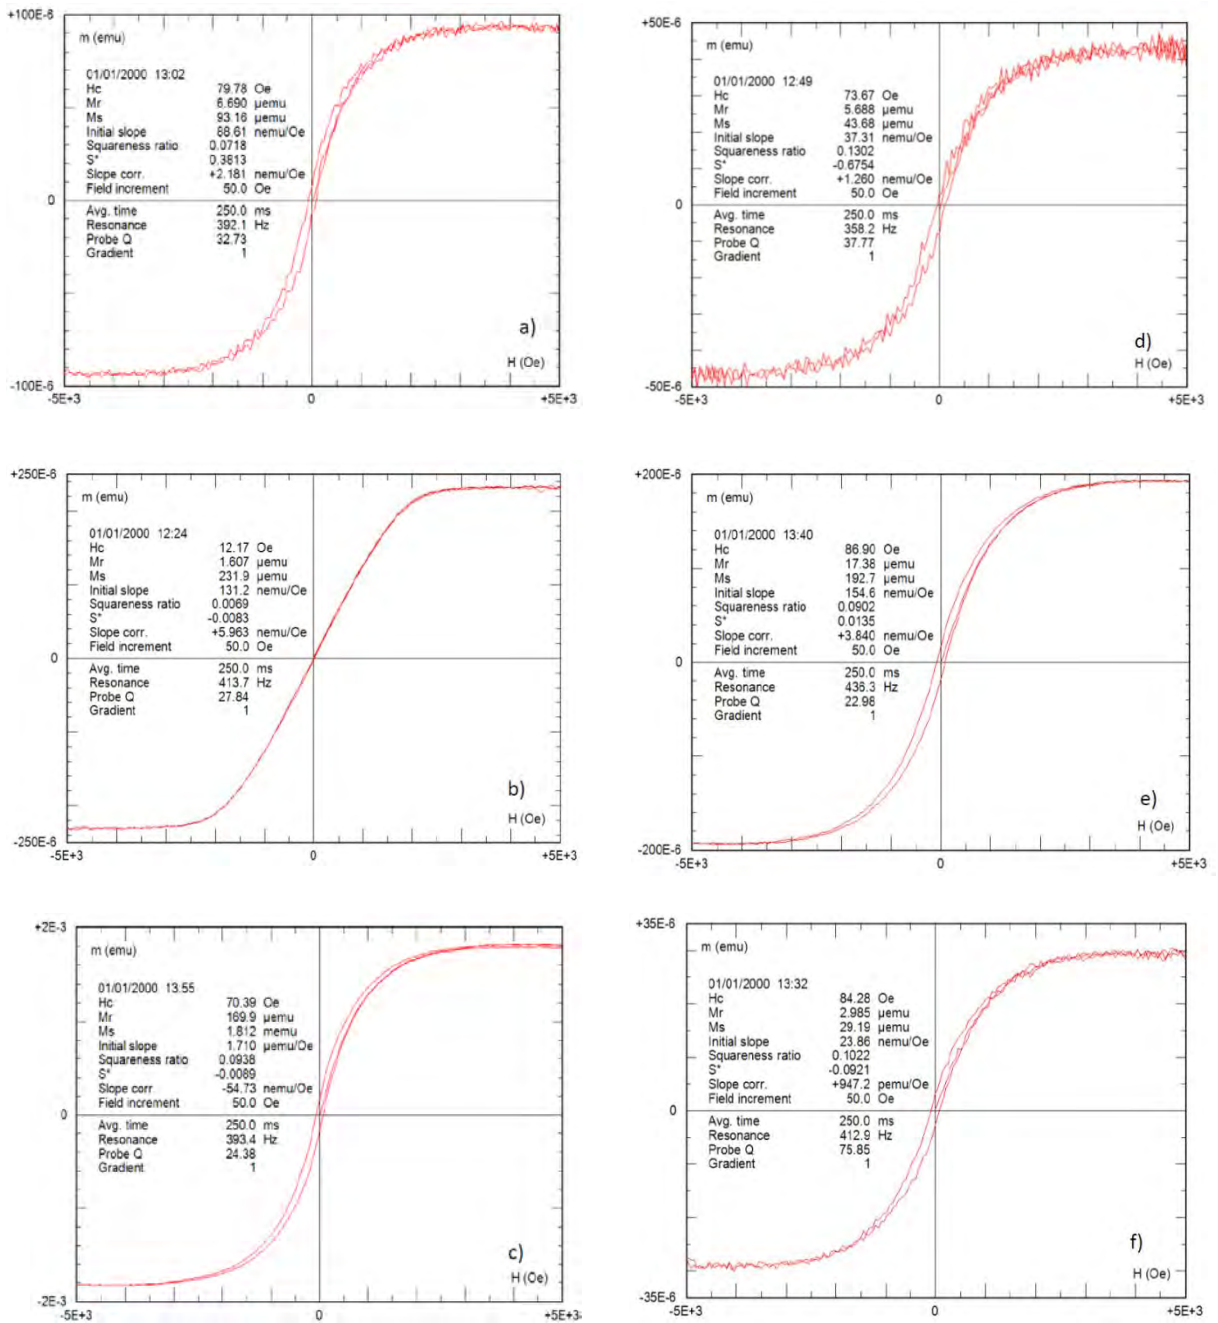 +100E-6
m (emu)
01/01/2000 13:02
Hc 79.78 Oe
Mr 6.690 µemu
Ms 93.16 µemu
Initial slope 68.61 nemu/Oe
Squareness ratio 0.0718
S* 0.3813
Slope corr. +2.181 nemu/Oe
Field increment 50.0 Oe
0
Avg. time 250.0 ms
Resonance 392.1 Hz
Probe Q 32.73
Gradient 1
a)
H (Oe)
-100E-6
-5E+3 0 +5E+3
+50E-6
m (emu)
01/01/2000 12:49
Hc 73.67 Oe
Mr 5.688 µemu
Ms 43.68 µemu
Initial slope 37.31 nemu/Oe
Squareness ratio 0.1302
S* -0.6754
Slope corr. +1.260 nemu/Oe
Field increment 50.0 Oe
0
Avg. time 250.0 ms
Resonance 358.2 Hz
Probe Q 37.77
Gradient 1
d)
H (Oe)
-50E-6
-5E+3 0 +5E+3
+250E-6
m (emu)
01/01/2000 12:24
Hc 12.17 Oe
Mr 1.607 µemu
Ms 231.9 µemu
Initial slope 131.2 nemu/Oe
Squareness ratio 0.0069
S* -0.0083
Slope corr. +5.963 nemu/Oe
Field increment 50.0 Oe
0
Avg. time 250.0 ms
Resonance 413.7 Hz
Probe Q 27.84
Gradient 1
b)
H (Oe)
-250E-6
-5E+3 0 +5E+3
+200E-6
m (emu)
01/01/2000 13:40
Hc 86.90 Oe
Mr 17.38 µemu
Ms 192.7 µemu
Initial slope 154.6 nemu/Oe
Squareness ratio 0.0902
S* 0.0135
Slope corr. +3.840 nemu/Oe
Field increment 50.0 Oe
0
Avg. time 250.0 ms
Resonance 436.3 Hz
Probe Q 22.98
Gradient 1
e)
H (Oe)
-200E-6
-5E+3 0 +5E+3
+2E-3
m (emu)
01/01/2000 13:55
Hc 70.39 Oe
Mr 169.9 µemu
Ms 1.812 memu
Initial slope 1.710 µemu/Oe
Squareness ratio 0.0938
S* -0.0089
Slope corr. -54.73 nemu/Oe
Field increment 50.0 Oe
0
Avg. time 250.0 ms
Resonance 393.4 Hz
Probe Q 24.38
Gradient 1
c)
H (Oe)
-2E-3
-5E+3 0 +5E+3
+35E-6
m (emu)
01/01/2000 13:32
Hc 84.28 Oe
Mr 2.985 µemu
Ms 29.19 µemu
Initial slope 23.86 nemu/Oe
Squareness ratio 0.1022
S* -0.0921
Slope corr. +947.2 pemu/Oe
Field increment 50.0 Oe
0
Avg. time 250.0 ms
Resonance 412.9 Hz
Probe Q 75.85
Gradient 1
f)
H (Oe)
-35E-6
-5E+3 0 +5E+3